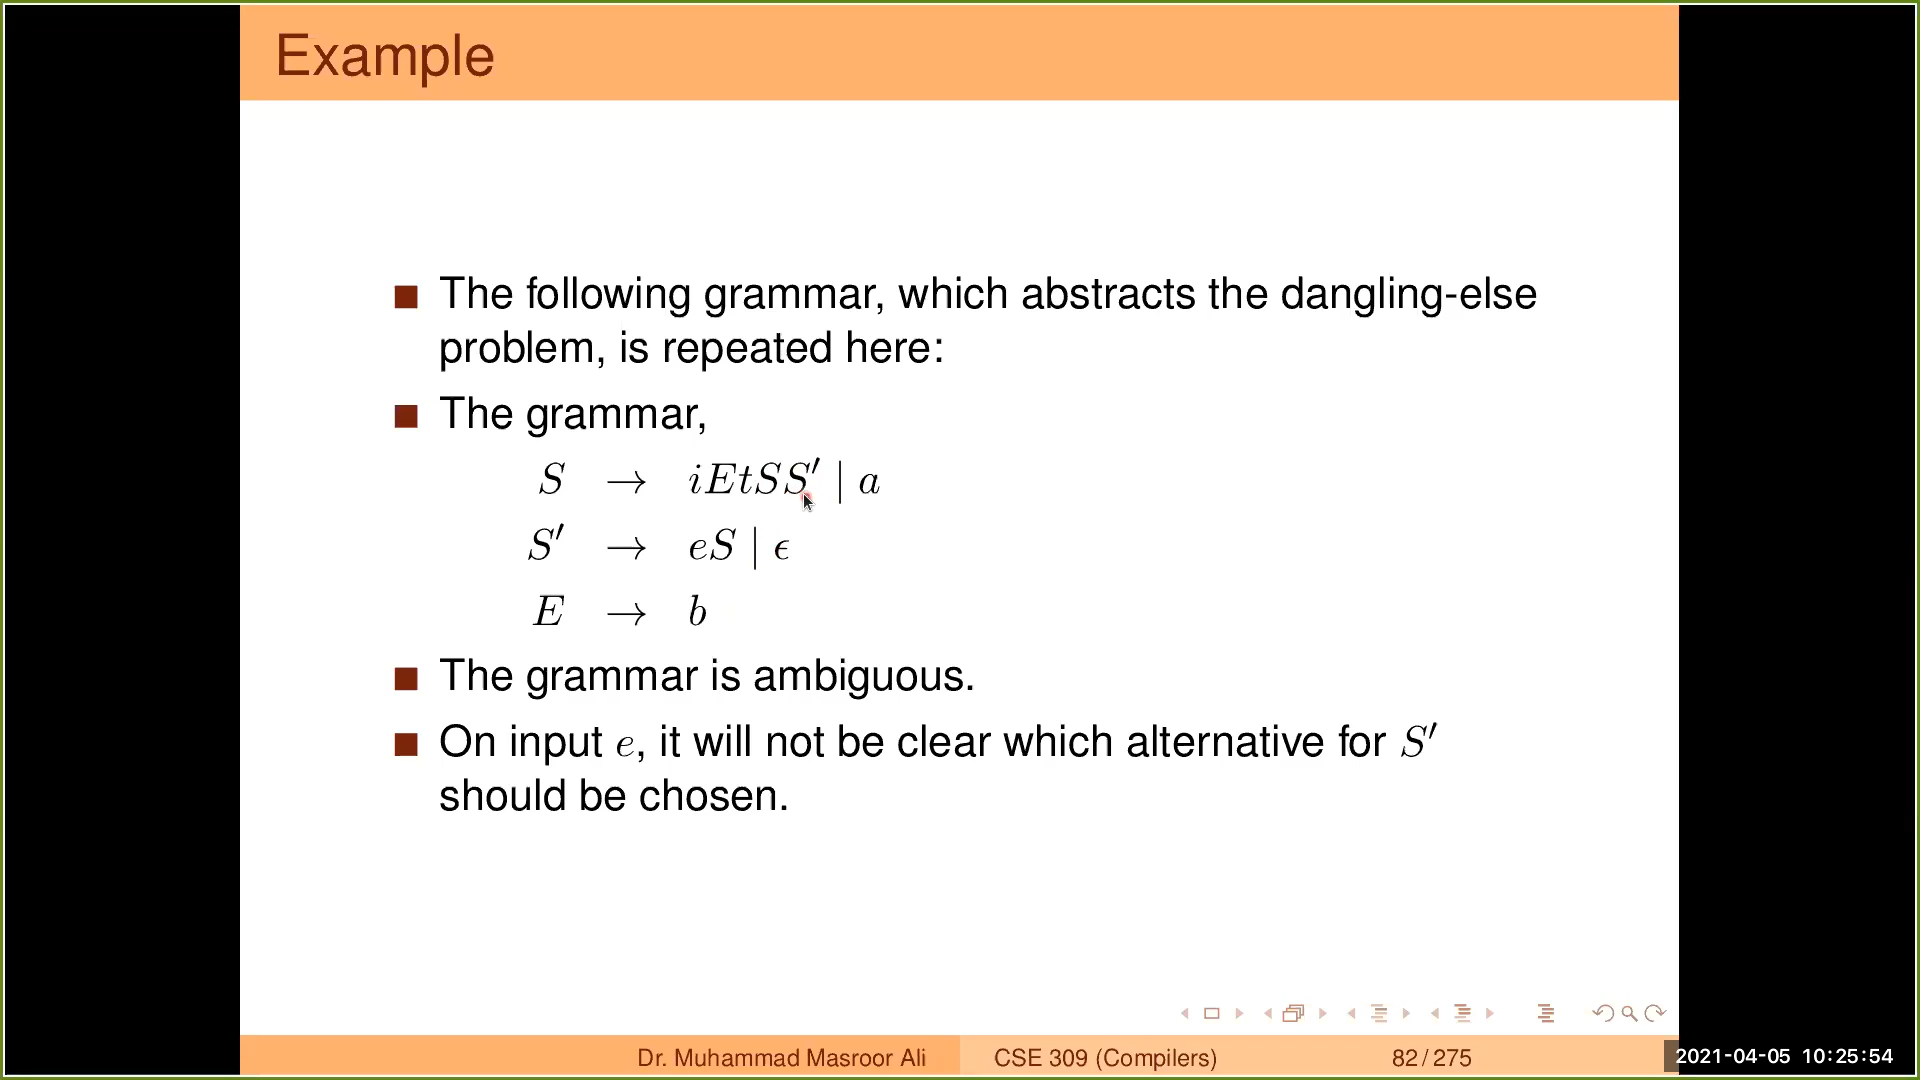 Example
The following grammar, which abstracts the dangling-else
problem, is repeated here:
The grammar,
S → iEtSS′ | a
S′ → eS | ϵ
E → b
The grammar is ambiguous.
On input e, it will not be clear which alternative for S′
should be chosen.
Dr. Muhammad Masroor Ali CSE 309 (Compilers) 82 / 275
2021-04-05 10:25:54